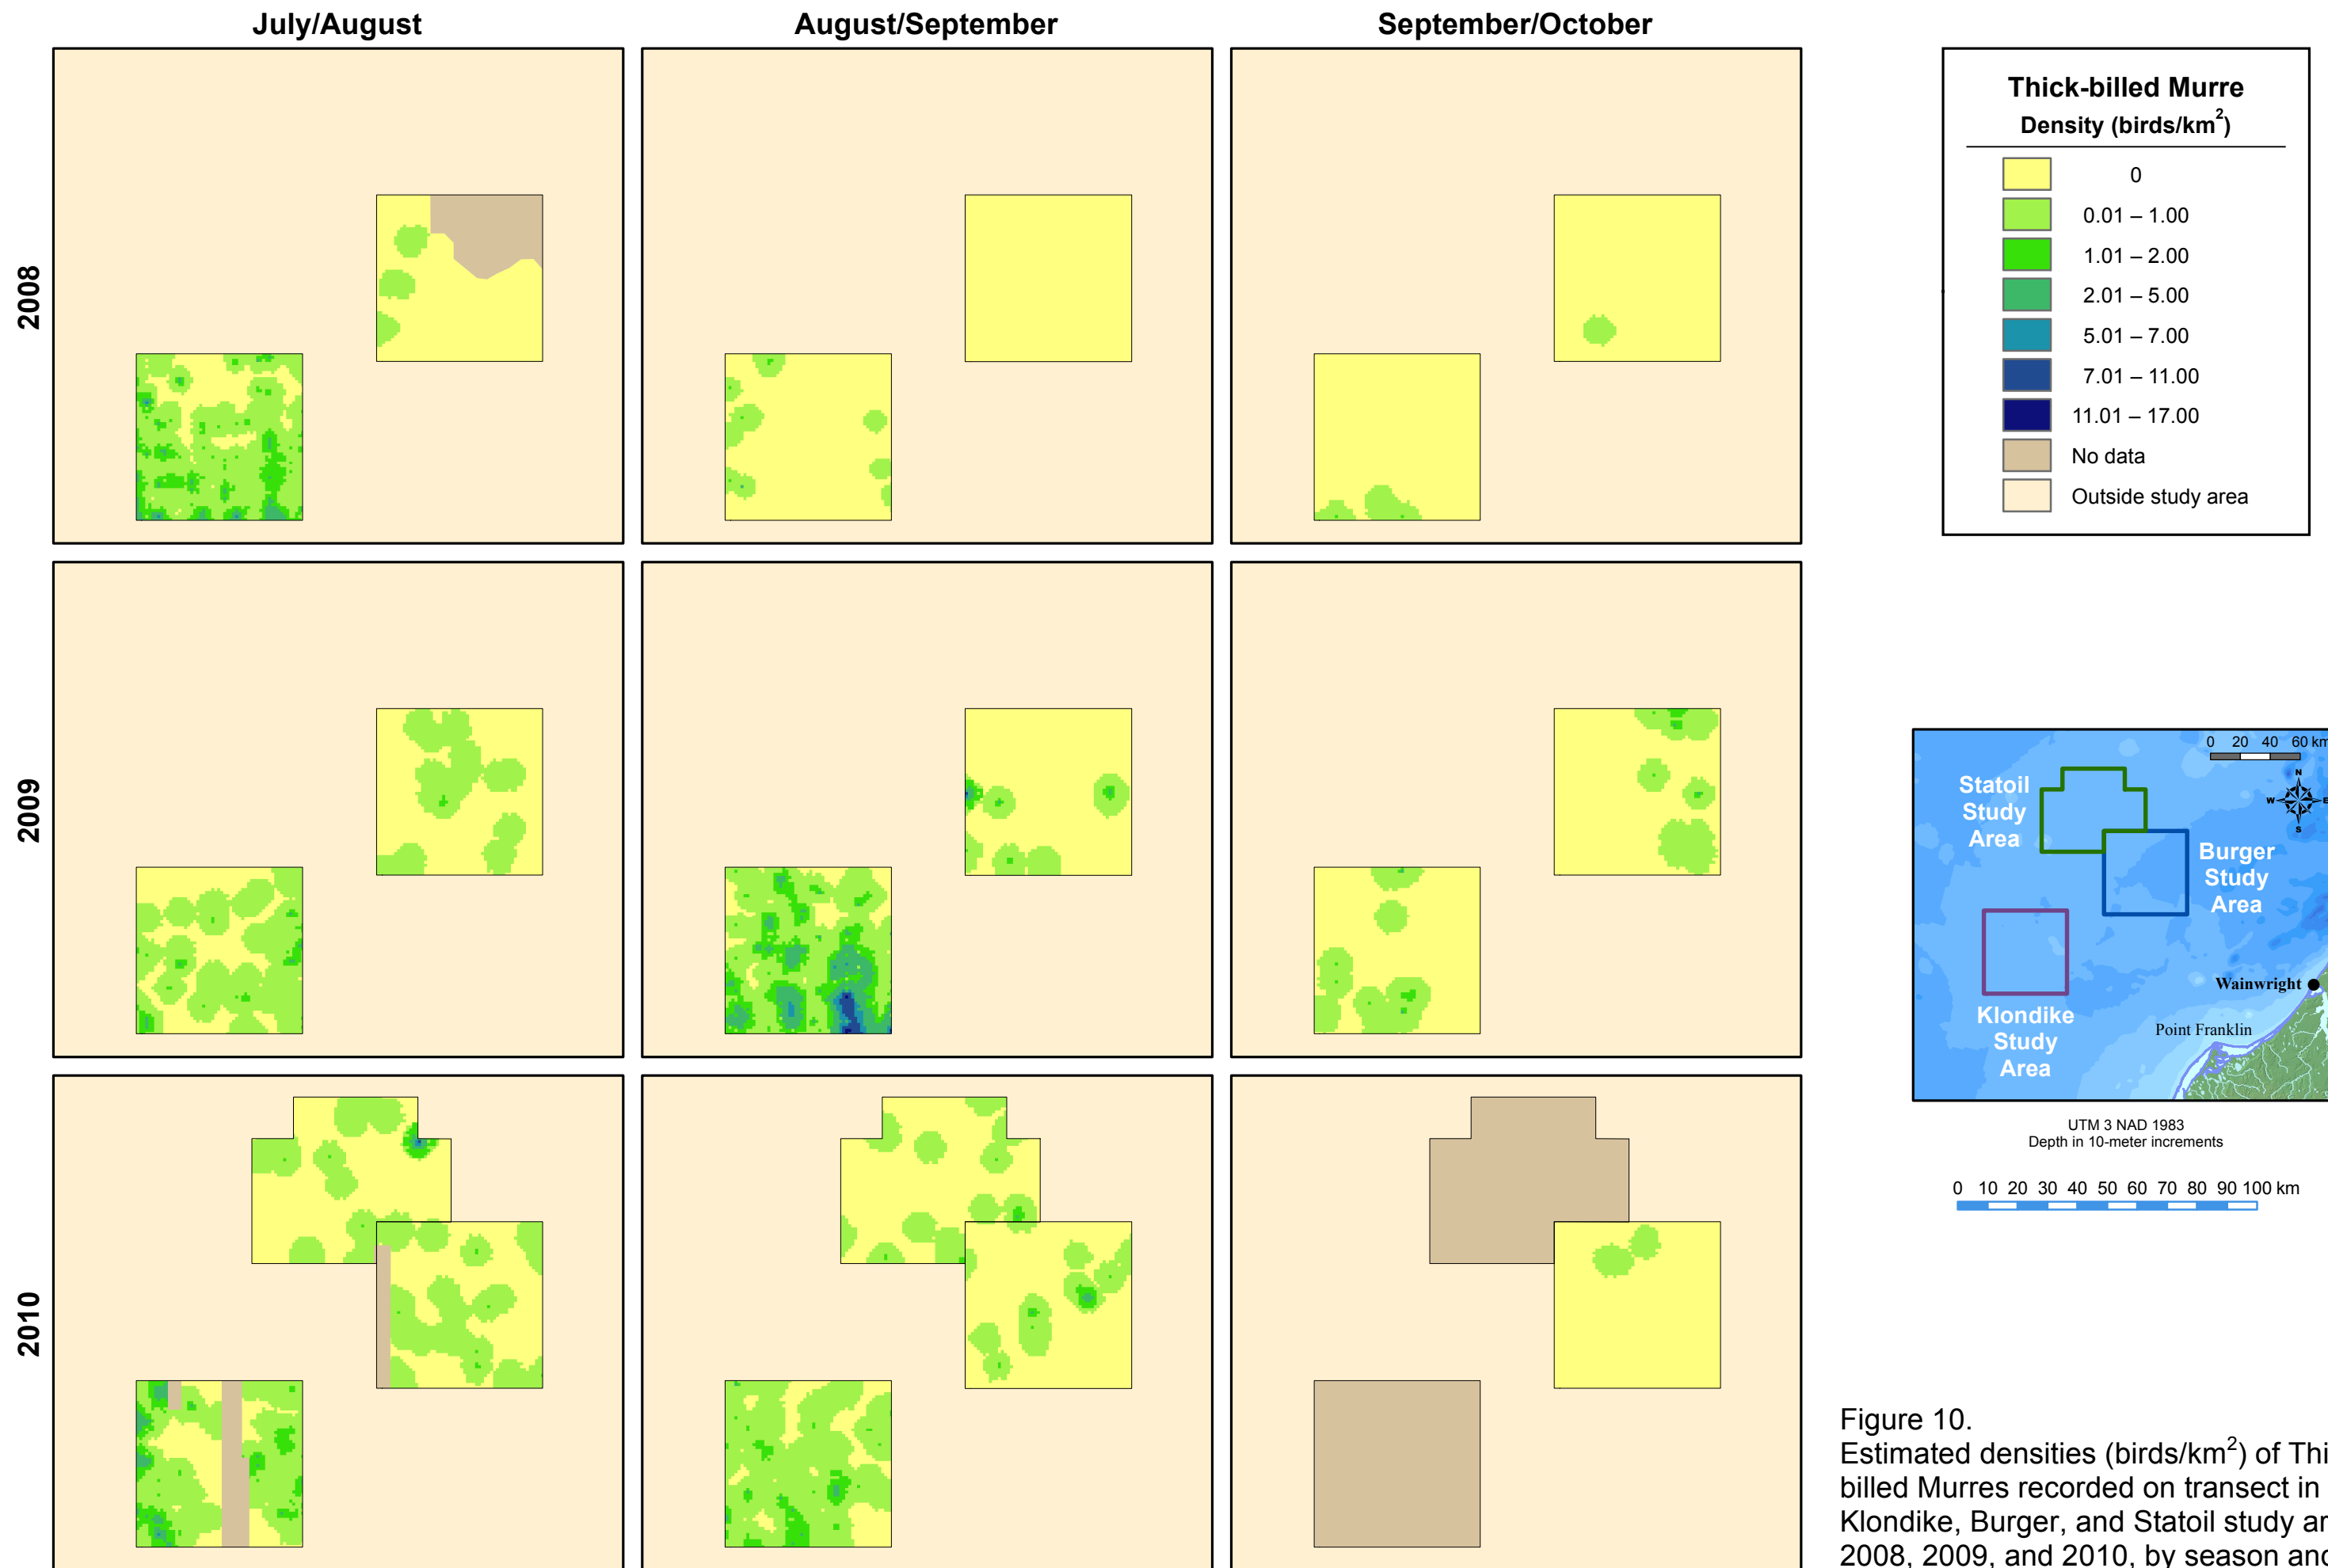 July/August
August/September
September/October
2008
2009
2010
Thick-billed Murre
Density (birds/km²)
0
0.01 – 1.00
1.01 – 2.00
2.01 – 5.00
5.01 – 7.00
7.01 – 11.00
11.01 – 17.00
No data
Outside study area
0 20 40 60 km
N
W E
S
Statoil
Study
Area
Burger
Study
Area
Klondike
Study
Area
Wainwright
Point Franklin
UTM 3 NAD 1983
Depth in 10-meter increments
0 10 20 30 40 50 60 70 80 90 100 km
Figure 10.
Estimated densities (birds/km²) of
billed Murres recorded on transect in
Klondike, Burger, and Statoil study
2008, 2009, and 2010, by season